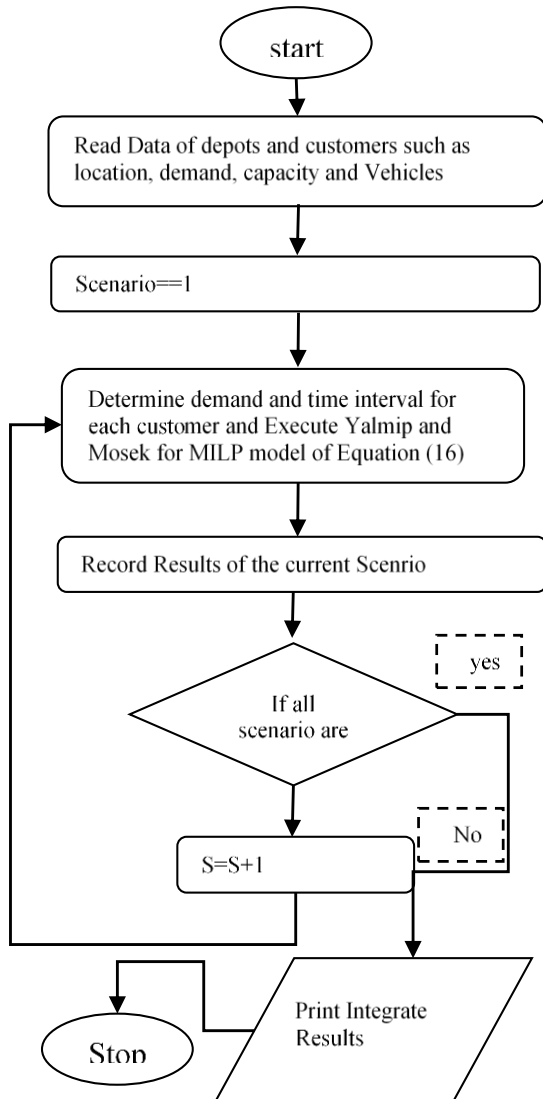 start
Read Data of depots and customers such as
location, demand, capacity and Vehicles
Scenario==1
Determine demand and time interval for
each customer and Execute Yalmip and
Mosek for MILP model of Equation (16)
Record Results of the current Scenrio
yes
If all
scenario are
No
S=S+1
Print Integrate
Results
Stop